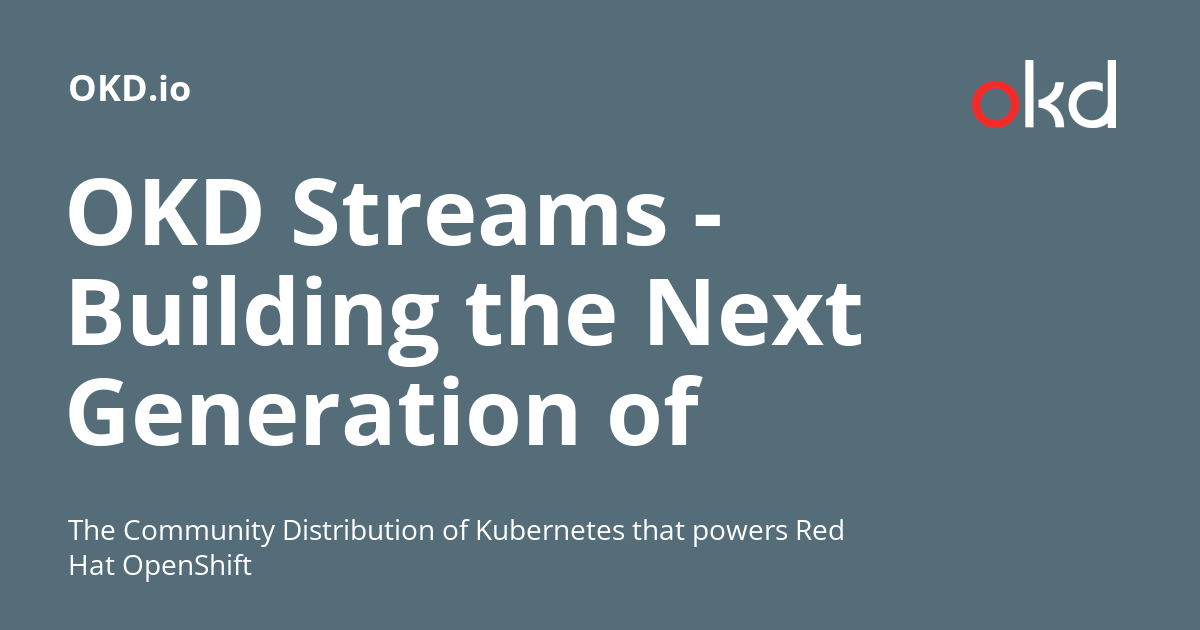 OKD.io
okd
OKD Streams -
Building the Next
Generation of
The Community Distribution of Kubernetes that powers Red
Hat OpenShift